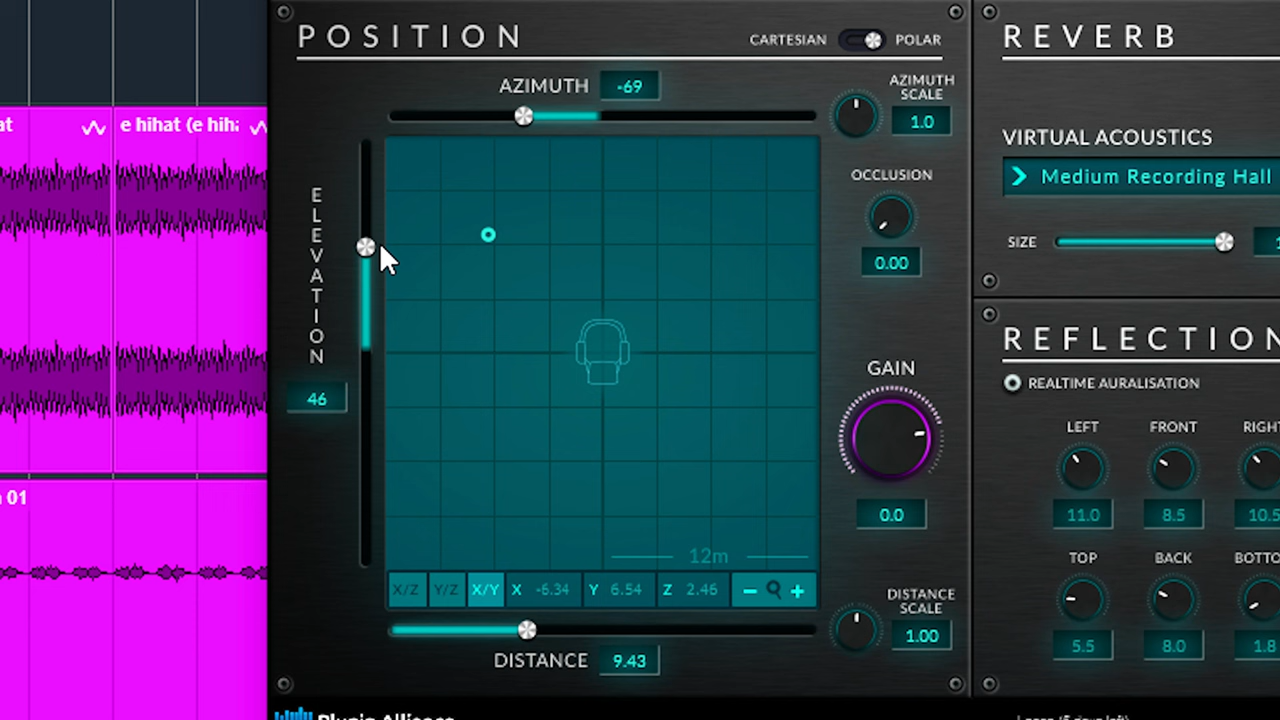 POSITION
CARTESIAN
POLAR
REVERB
AZIMUTH -69
AZIMUTH
SCALE
1.0
at
e hihat (e hih:
VIRTUAL ACOUSTICS
OCCLUSION
Medium Recording Hall
ELEVATION
SIZE
0.00
REFLECTION
GAIN
REALTIME AURALISATION
46
LEFT
FRONT
RIGH
01
0.0
11.0
8.5
10.5
12m
TOP
BACK
BOTTO
X/Z
Y/Z
X/Y
X -6.34
Y 6.54
Z 2.46
DISTANCE
SCALE
1.00
5.5
8.0
1.8
DISTANCE 9.43